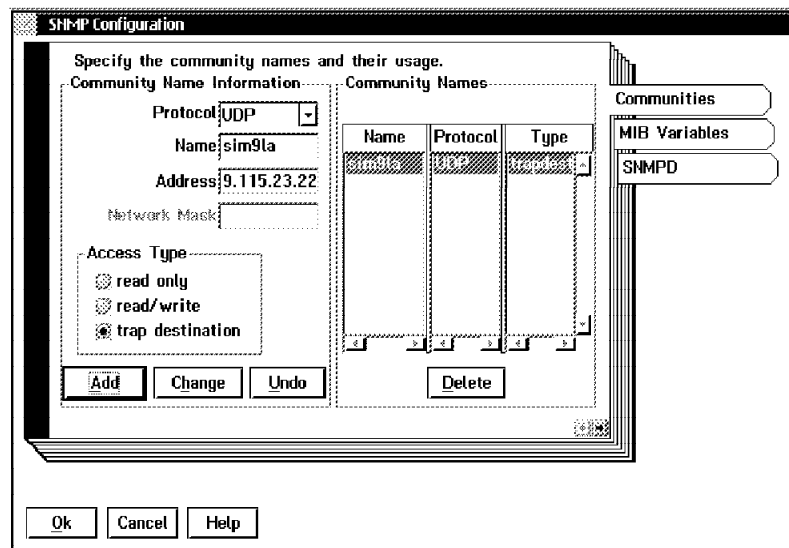 SNMP Configuration
Specify the community names and their usage.
Community Name Information
Protocol UDP
Name sim9la
Address 9.115.23.22
Network Mask
Access Type
read only
read/write
trap destination
Add Change Undo
Community Names
Name Protocol Type
sim9la UDP trapdest
Delete
Communities
MIB Variables
SNMPD
Ok Cancel Help